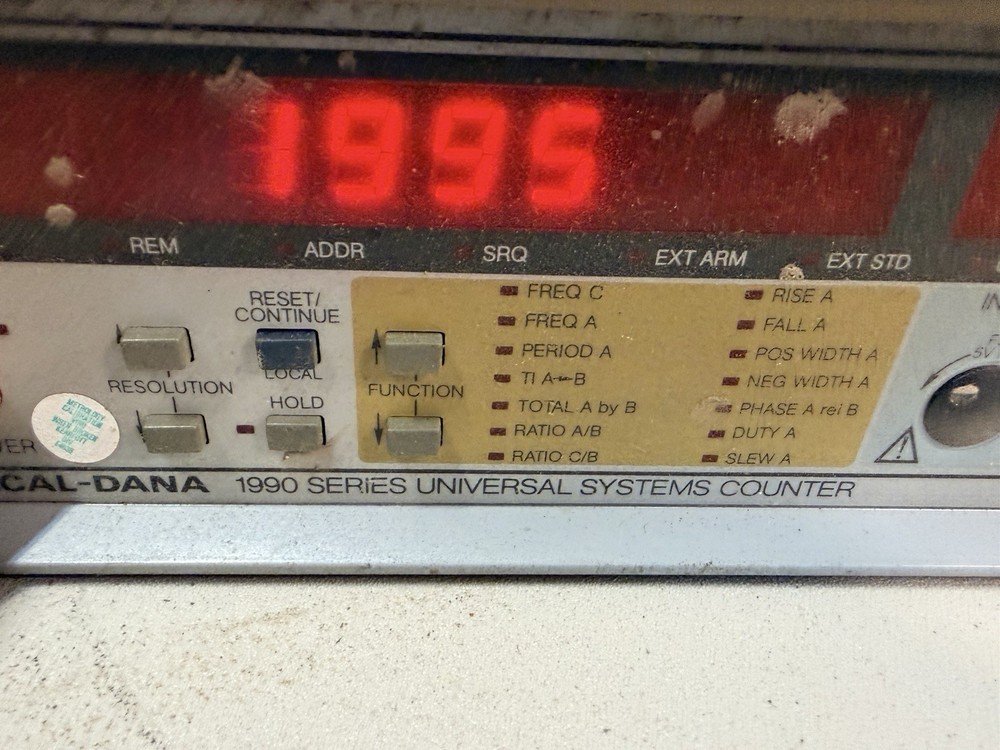 1995
REM ADDR SRQ EXT ARM EXT STD
RESET/
CONTINUE
LOCAL
RESOLUTION
HOLD
FUNCTION
FREQ C
FREQ A
PERIOD A
TI A→B
TOTAL A by B
RATIO A/B
RATIO C/B
RISE A
FALL A
POS WIDTH A
NEG WIDTH A
PHASE A rel B
DUTY A
SLEW A
CAL-DANA 1990 SERIES UNIVERSAL SYSTEMS COUNTER